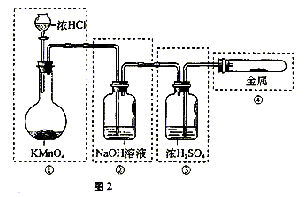 浓HCl
金属
④
KMnO₄
NaOH溶液
浓H₂SO₄
① ② ③
图2